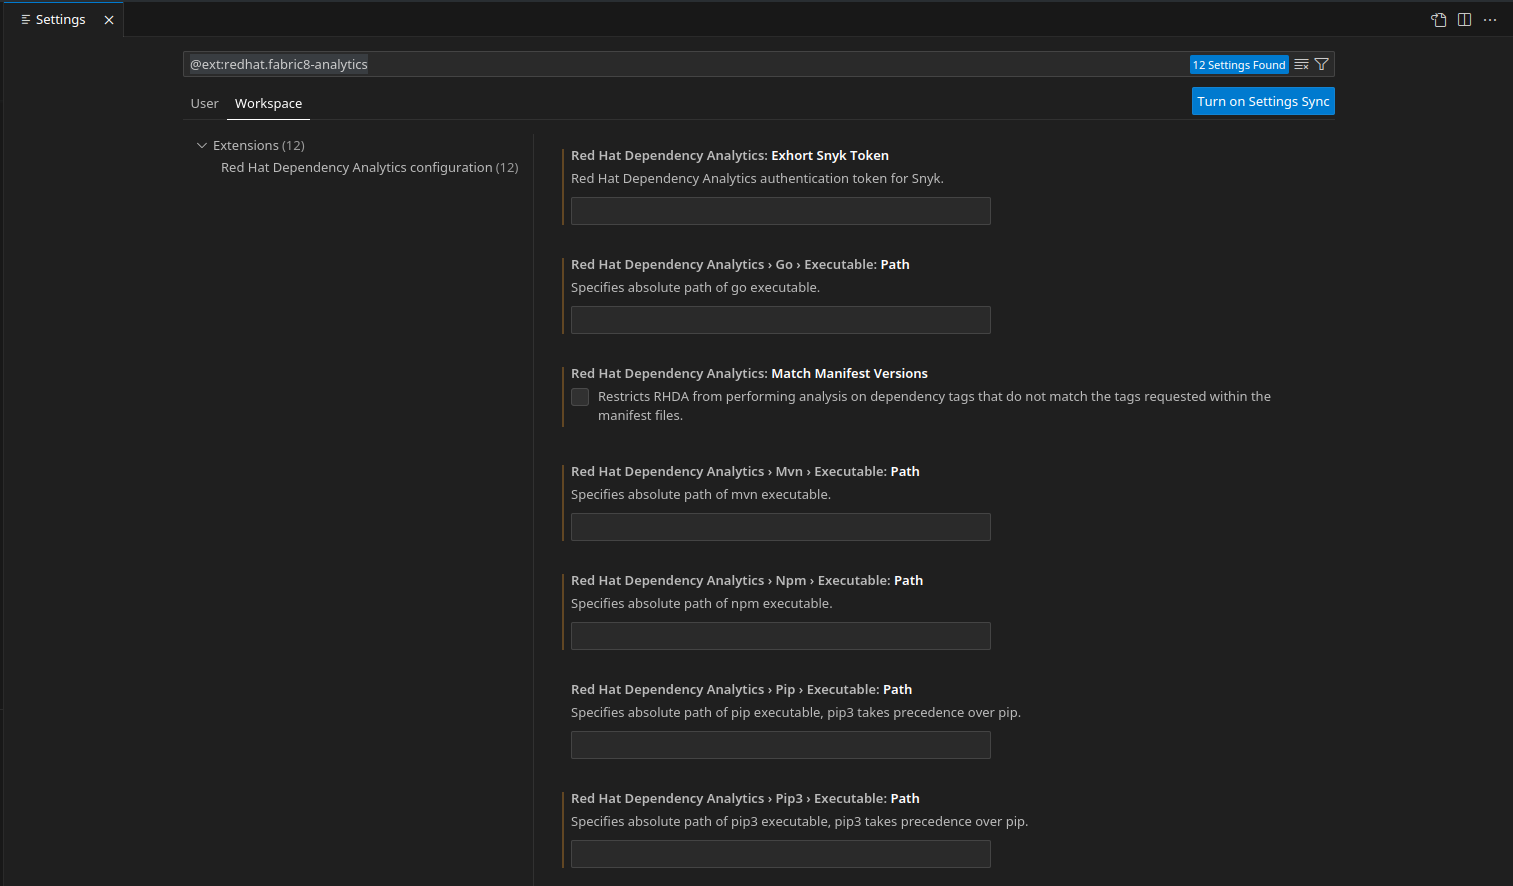 Settings
@ext:redhat.fabric8-analytics
12 Settings Found
User
Workspace
Turn on Settings Sync
Extensions (12)
Red Hat Dependency Analytics configuration (12)
Red Hat Dependency Analytics: Exhort Snyk Token
Red Hat Dependency Analytics authentication token for Snyk.
Red Hat Dependency Analytics › Go › Executable: Path
Specifies absolute path of go executable.
Red Hat Dependency Analytics: Match Manifest Versions
Restricts RHDA from performing analysis on dependency tags that do not match the tags requested within the
manifest files.
Red Hat Dependency Analytics › Mvn › Executable: Path
Specifies absolute path of mvn executable.
Red Hat Dependency Analytics › Npm › Executable: Path
Specifies absolute path of npm executable.
Red Hat Dependency Analytics › Pip › Executable: Path
Specifies absolute path of pip executable, pip3 takes precedence over pip.
Red Hat Dependency Analytics › Pip3 › Executable: Path
Specifies absolute path of pip3 executable, pip3 takes precedence over pip.